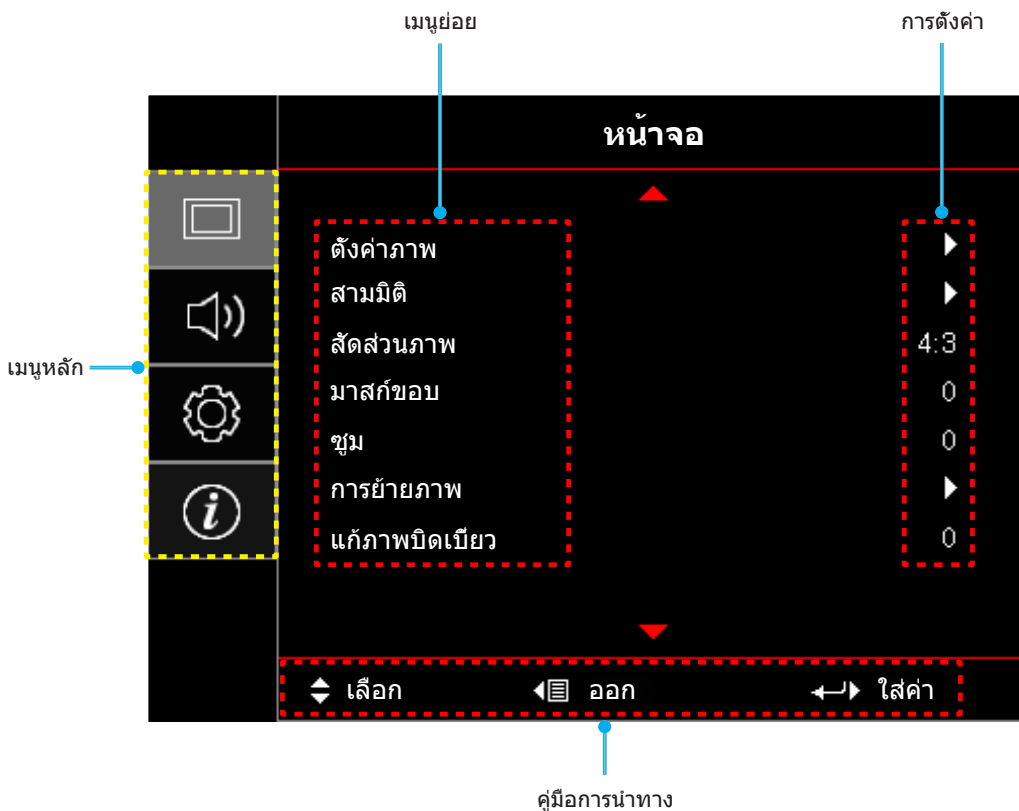 เมนูย่อย
การตั้งค่า
หน้าจอ
ตั้งค่าภาพ
สามมิติ
สัดส่วนภาพ 4:3
มาสก์ขอบ 0
ซูม 0
การย้ายภาพ
แก้ภาพบิดเบี้ยว 0
เมนูหลัก
เลือก ออก ใส่ค่า
คู่มือการนำทาง